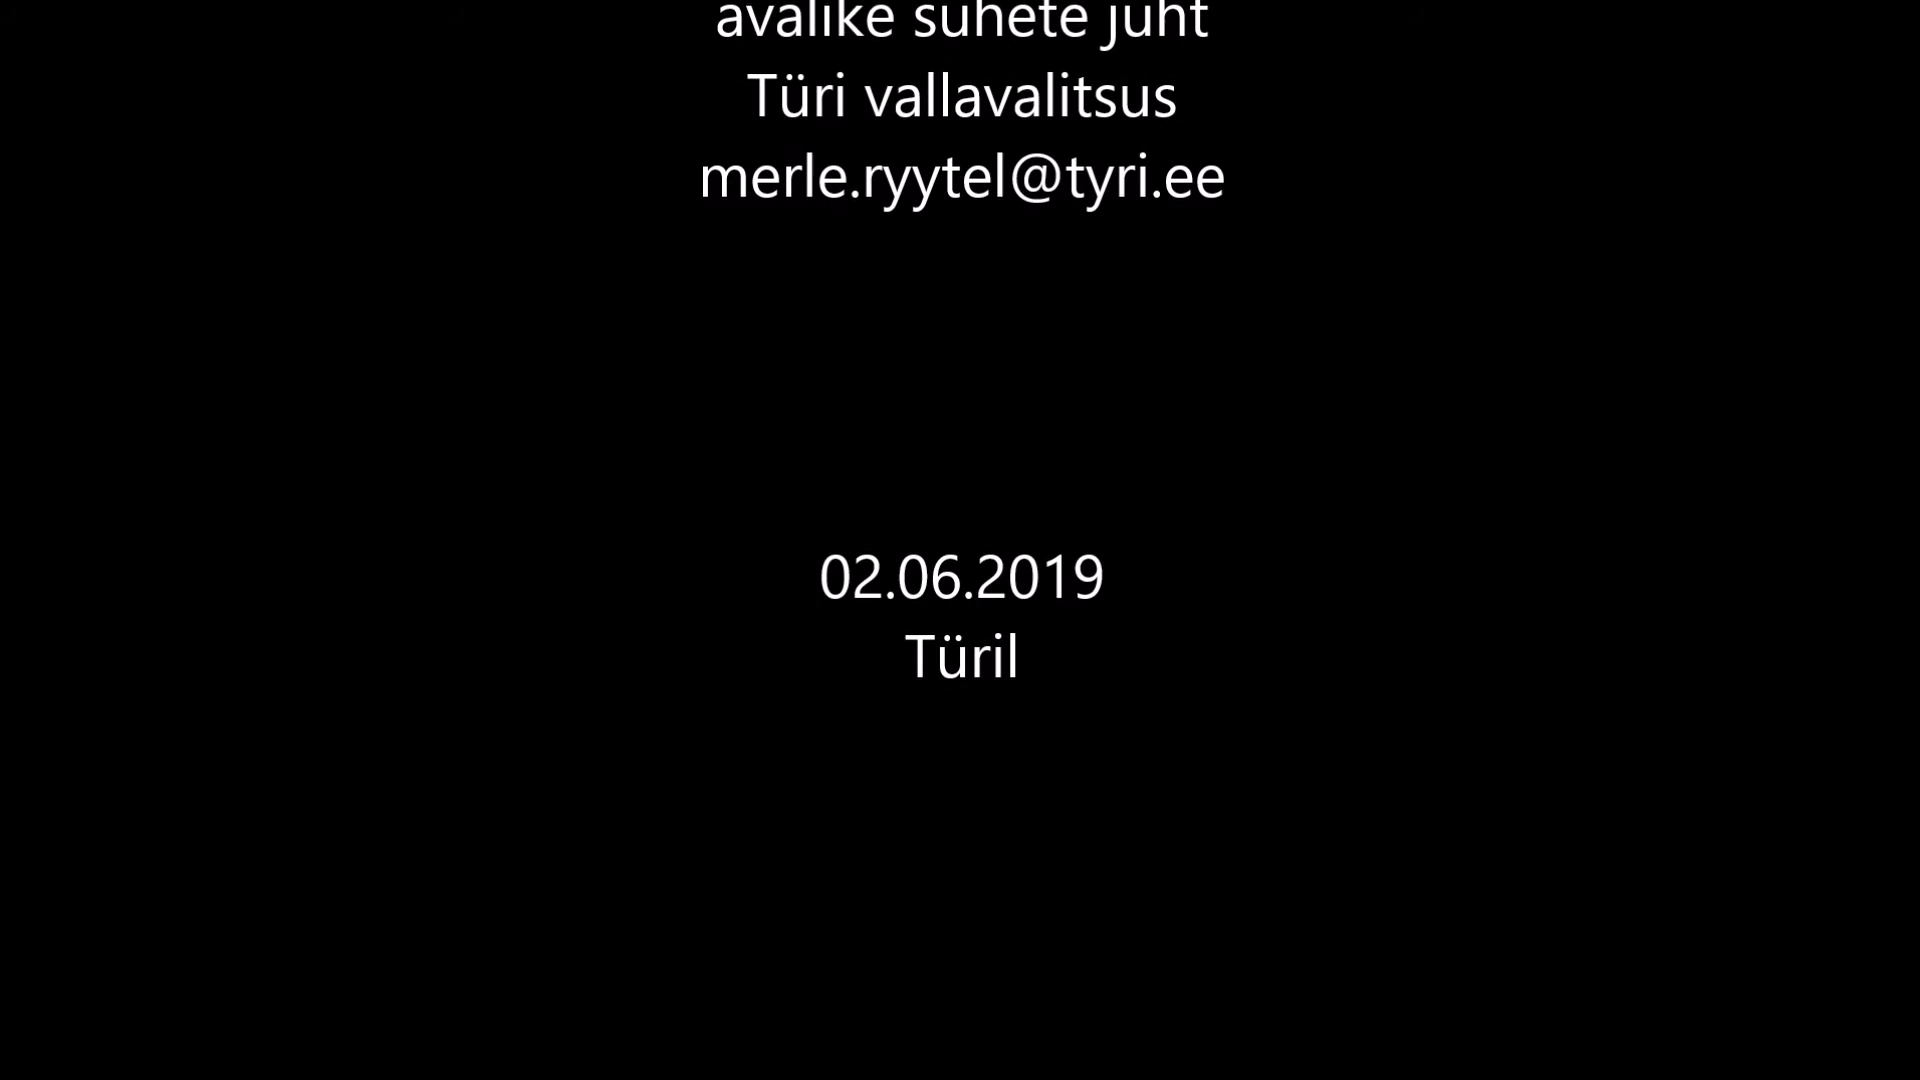 avalike suhete juht
Türi vallavalitsus
merle.ryytel@tyri.ee
02.06.2019
Türil